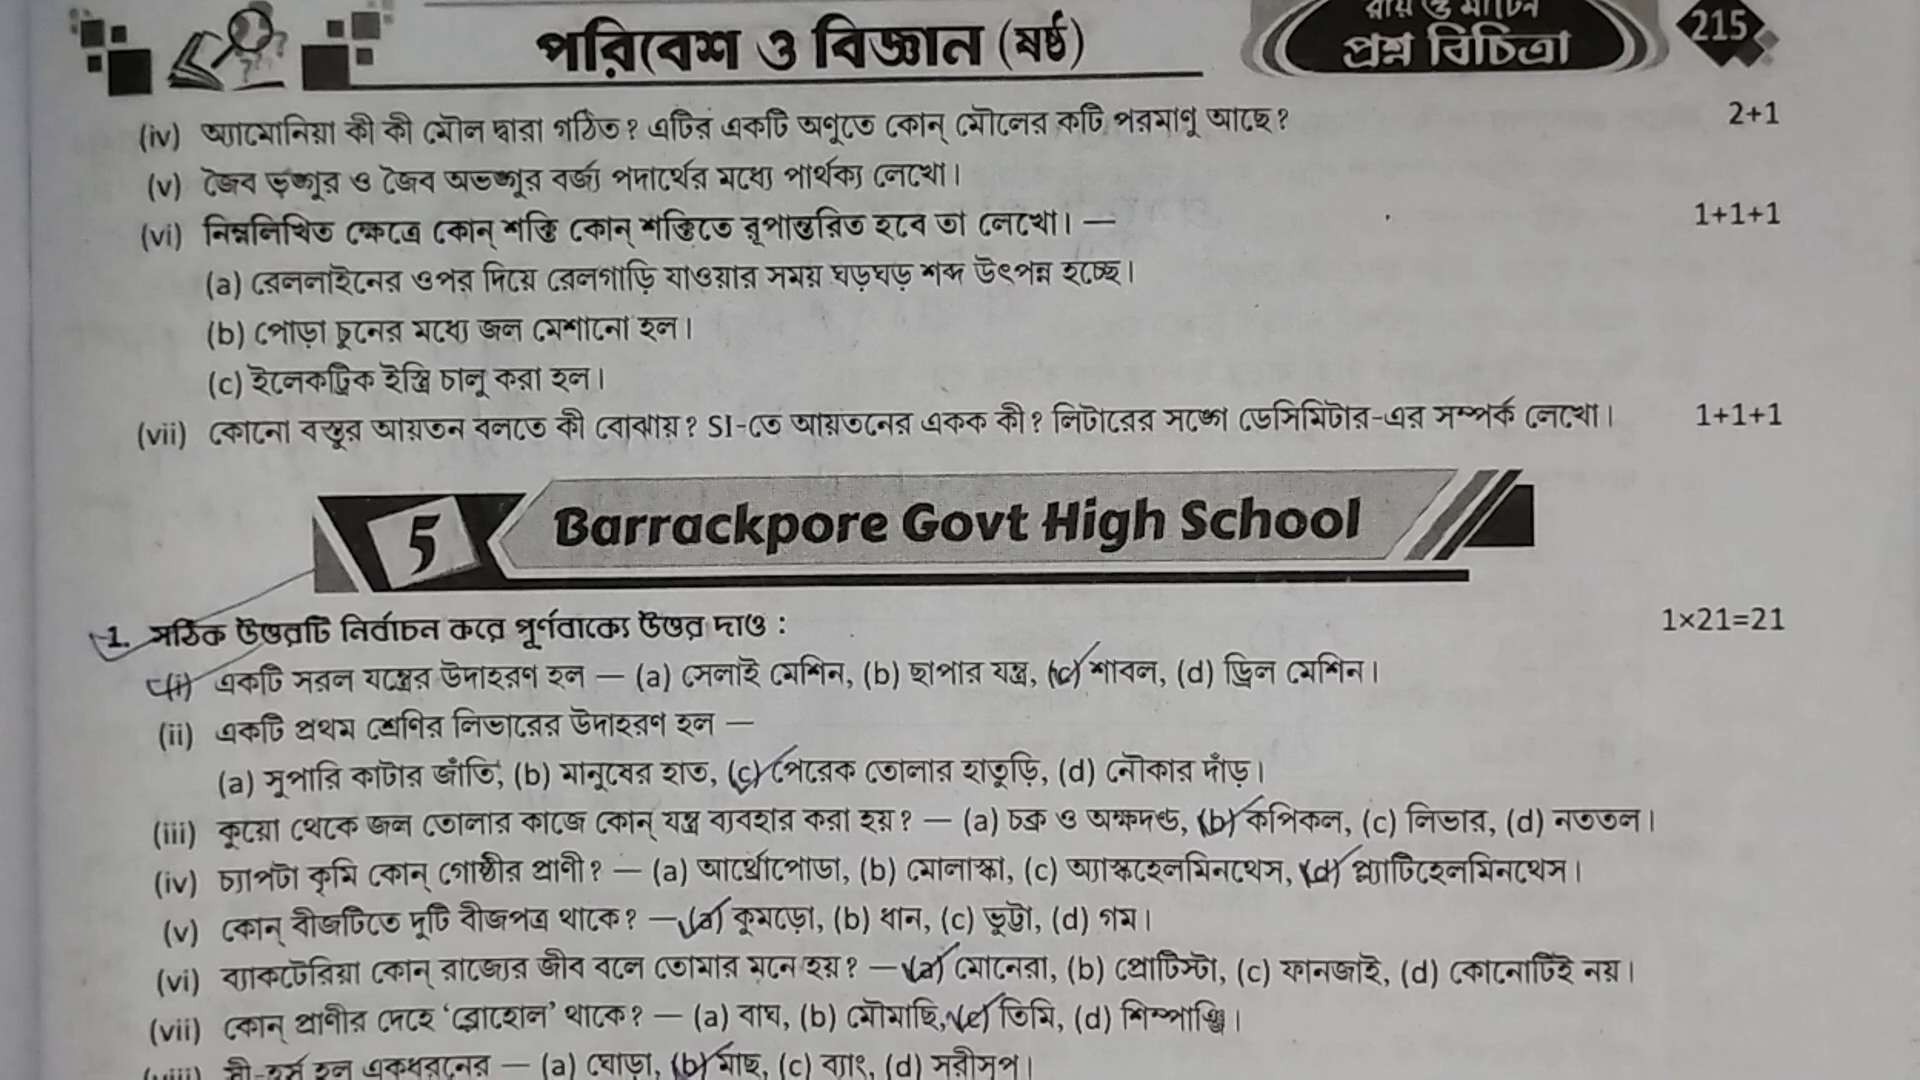 পরিবেশ ও বিজ্ঞান (ষষ্ঠ)
রায় ও মার্টিন
প্রশ্ন বিচিত্রা
215
(iv) অ্যামোনিয়া কী কী মৌল দ্বারা গঠিত? এটির একটি অণুতে কোন্ মৌলের কটি পরমাণু আছে? 2+1
(v) জৈব ভঙ্গুর ও জৈব অভঙ্গুর বর্জ্য পদার্থের মধ্যে পার্থক্য লেখো।
(vi) নিম্নলিখিত ক্ষেত্রে কোন্ শক্তি কোন্ শক্তিতে রূপান্তরিত হবে তা লেখো। — 1+1+1
(a) রেললাইনের ওপর দিয়ে রেলগাড়ি যাওয়ার সময় ঘড়ঘড় শব্দ উৎপন্ন হচ্ছে।
(b) পোড়া চুনের মধ্যে জল মেশানো হল।
(c) ইলেকট্রিক ইস্ত্রি চালু করা হল।
(vii) কোনো বস্তুর আয়তন বলতে কী বোঝায়? SI-তে আয়তনের একক কী? লিটারের সঙ্গে ডেসিমিটার-এর সম্পর্ক লেখো। 1+1+1
5 Barrackpore Govt High School
1. সঠিক উত্তরটি নির্বাচন করে পূর্ণবাক্যে উত্তর দাও : 1×21=21
(i) একটি সরল যন্ত্রের উদাহরণ হল — (a) সেলাই মেশিন, (b) ছাপার যন্ত্র, (c) শাবল, (d) ড্রিল মেশিন।
(ii) একটি প্রথম শ্রেণির লিভারের উদাহরণ হল —
(a) সুপারি কাটার জাঁতি, (b) মানুষের হাত, (c) পেরেক তোলার হাতুড়ি, (d) নৌকার দাঁড়।
(iii) কুয়ো থেকে জল তোলার কাজে কোন্ যন্ত্র ব্যবহার করা হয়? — (a) চক্র ও অক্ষদণ্ড, (b) কপিকল, (c) লিভার, (d) নততল।
(iv) চ্যাপটা কৃমি কোন্ গোষ্ঠীর প্রাণী? — (a) আর্থ্রোপোডা, (b) মোলাস্কা, (c) অ্যাস্কহেলমিনথেস, (d) প্ল্যাটিহেলমিনথেস।
(v) কোন্ বীজটিতে দুটি বীজপত্র থাকে? — (a) কুমড়ো, (b) ধান, (c) ভুট্টা, (d) গম।
(vi) ব্যাকটেরিয়া কোন্ রাজ্যের জীব বলে তোমার মনে হয়? — (a) মোনেরা, (b) প্রোটিস্টা, (c) ফানজাই, (d) কোনোটিই নয়।
(vii) কোন্ প্রাণীর দেহে ‘ব্লোহোল’ থাকে? — (a) বাঘ, (b) মৌমাছি, (c) তিমি, (d) শিম্পাঞ্জি।
(viii) সী-হর্স হল একধরনের — (a) ঘোড়া, (b) মাছ, (c) ব্যাং, (d) সরীসৃপ।